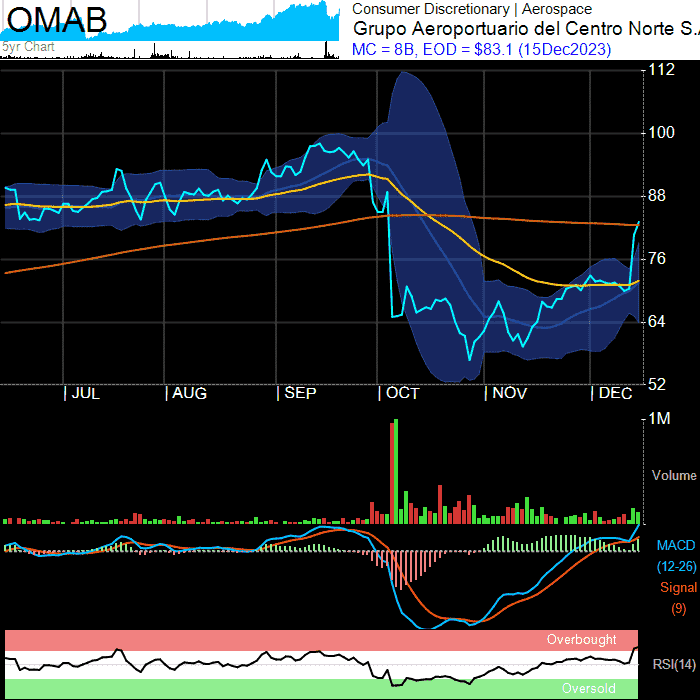 OMAB
5yr Chart
Consumer Discretionary | Aerospace
Grupo Aeroportuario del Centro Norte S.A
MC = 8B, EOD = $83.1 (15Dec2023)
112
100
88
76
64
52
| JUL | AUG | SEP | OCT | NOV | DEC
1M
Volume
MACD
(12-26)
Signal
(9)
Overbought
RSI(14)
Oversold